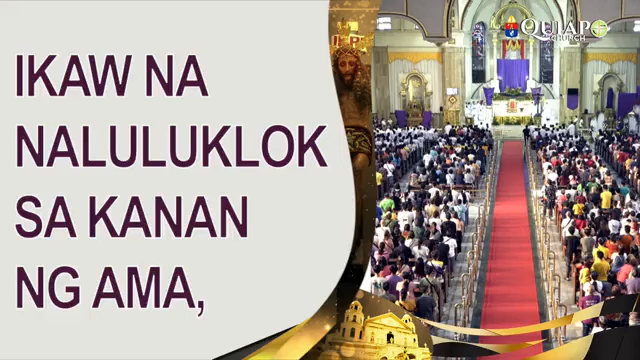 IKAW NA
NALULUKLOK
SA KANAN
NG AMA,
QUIAPO
CHURCH